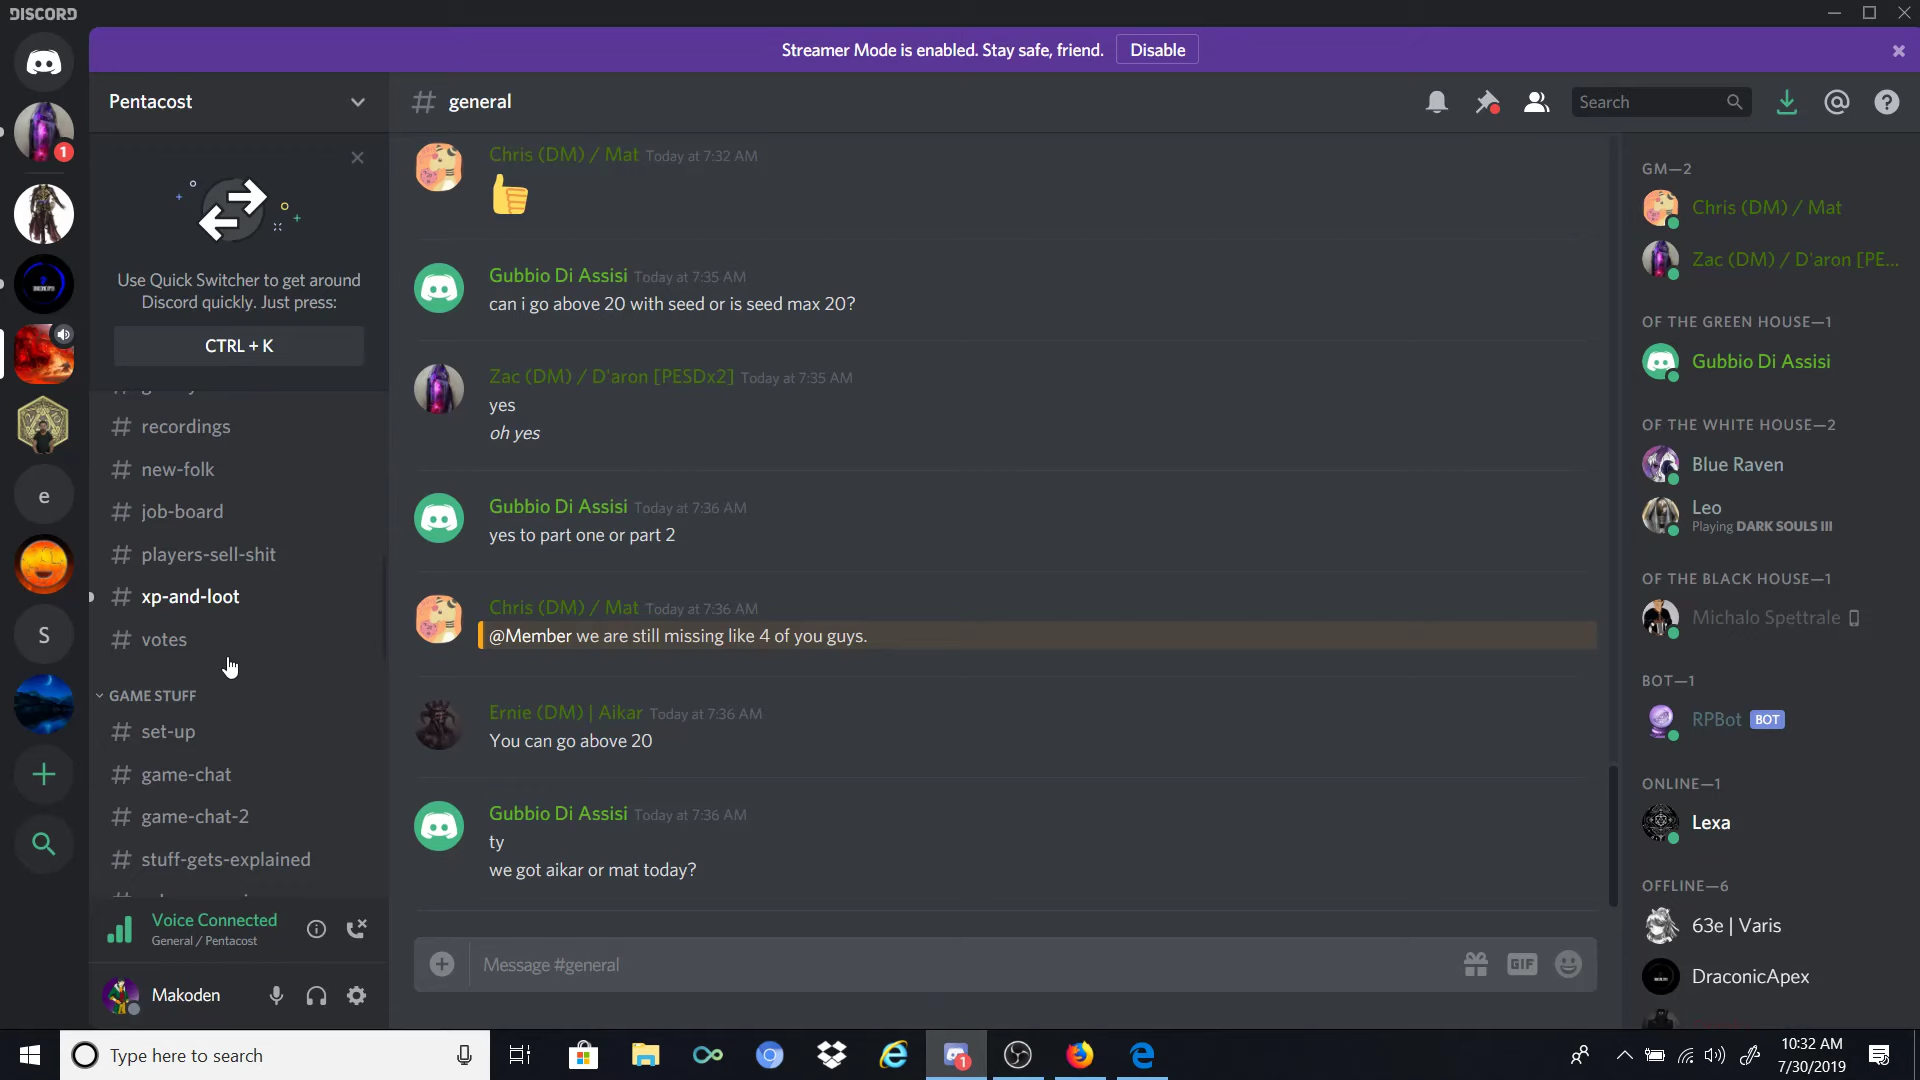 DISCORD
Streamer Mode is enabled. Stay safe, friend.
Disable
1
e
S
Pentacost
Use Quick Switcher to get around
Discord quickly. Just press:
CTRL + K
recordings
new-folk
job-board
players-sell-shit
xp-and-loot
votes
GAME STUFF
set-up
game-chat
game-chat-2
stuff-gets-explained
Voice Connected
General / Pentacost
Makoden
# general
Search
Chris (DM) / Mat Today at 7:32 AM
Gubbio Di Assisi Today at 7:35 AM
can i go above 20 with seed or is seed max 20?
Zac (DM) / D'aron [PESDx2] Today at 7:35 AM
yes
oh yes
Gubbio Di Assisi Today at 7:36 AM
yes to part one or part 2
Chris (DM) / Mat Today at 7:36 AM
@Member we are still missing like 4 of you guys.
Ernie (DM) | Aikar Today at 7:36 AM
You can go above 20
Gubbio Di Assisi Today at 7:36 AM
ty
we got aikar or mat today?
Message #general
GIF
GM—2
Chris (DM) / Mat
Zac (DM) / D'aron [PE...
OF THE GREEN HOUSE—1
Gubbio Di Assisi
OF THE WHITE HOUSE—2
Blue Raven
Leo
Playing DARK SOULS III
OF THE BLACK HOUSE—1
Michalo Spettrale
BOT—1
RPBot BOT
ONLINE—1
Lexa
OFFLINE—6
63e | Varis
DraconicApex
Type here to search
1
10:32 AM
7/30/2019